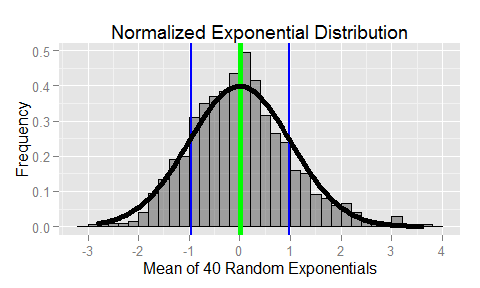 Normalized Exponential Distribution
Frequency
0.5
0.4
0.3
0.2
0.1
0.0
-3 -2 -1 0 1 2 3 4
Mean of 40 Random Exponentials